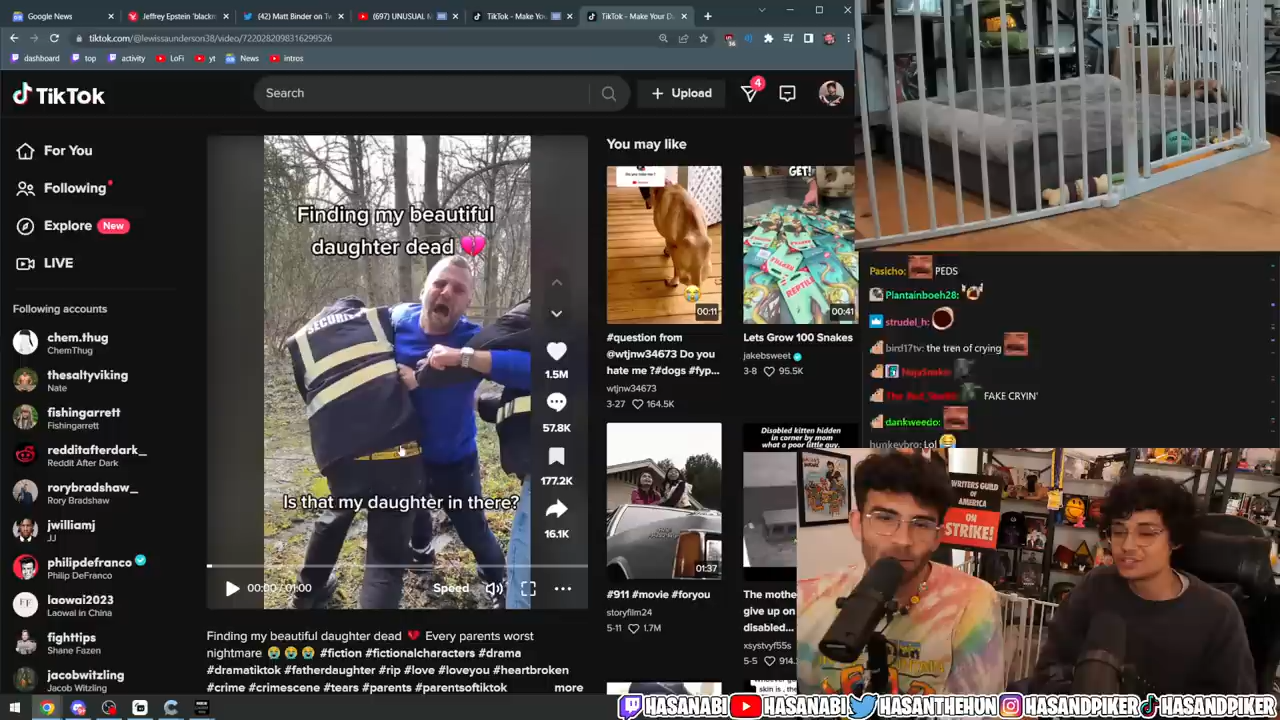 Google News
Jeffrey Epstein 'blackm
(42) Matt Binder on Tw
(697) UNUSUAL M
TikTok - Make Your
TikTok - Make Your D
tiktok.com/@lewissaunderson38/video/7220282098316299526
dashboard
top
activity
LoFi
yt
News
intros
TikTok
Search
Upload
4
For You
Following
Explore
New
LIVE
Following accounts
chem.thug
ChemThug
thesaltyviking
Nate
fishingarrett
Fishingarrett
redditafterdark_
Reddit After Dark
rorybradshaw_
Rory Bradshaw
jwilliamj
JJ
philipdefranco
Philip DeFranco
laowai2023
Laowai in China
fighttips
Shane Fazen
jacobwitzling
Jacob Witzling
Finding my beautiful
daughter dead 💔
SECURITY
Is that my daughter in there?
1.5M
57.8K
177.2K
16.1K
00:00 / 01:00
Speed
Finding my beautiful daughter dead 💔 Every parents worst
nightmare 😭😭😭 #fiction #fictionalcharacters #drama
#dramatiktok #fatherdaughter #rip #love #loveyou #heartbroken
#crime #crimescene #tears #parents #parentsoftiktok
more
You may like
00:11
#question from
@wtjnw34673 Do you
hate me ?#dogs #fyp...
wtjnw34673
3-27 164.5K
GET!
REPTILE
00:41
Lets Grow 100 Snakes
jakebsweet
3-8 95.5K
01:37
#911 #movie #foryou
storyfilm24
5-11 1.7M
Disabled kitten hidden
in corner by mom
what a poor little guy.
The mothe
give up on
disabled...
xsystvyf55s
5-5 914.
Pasicho: PEDS
Plantainboeh28:
strudel_h:
bird17tv: the tren of crying
FAKE CRYIN'
dankweedo:
hunkeybro: Lol 😂
WRITERS GUILD
OF
AMERICA
ON
STRIKE!
HASANABI
HASANABI
HASANTHEHUN
HASANDPIKER
HASANDPIKER